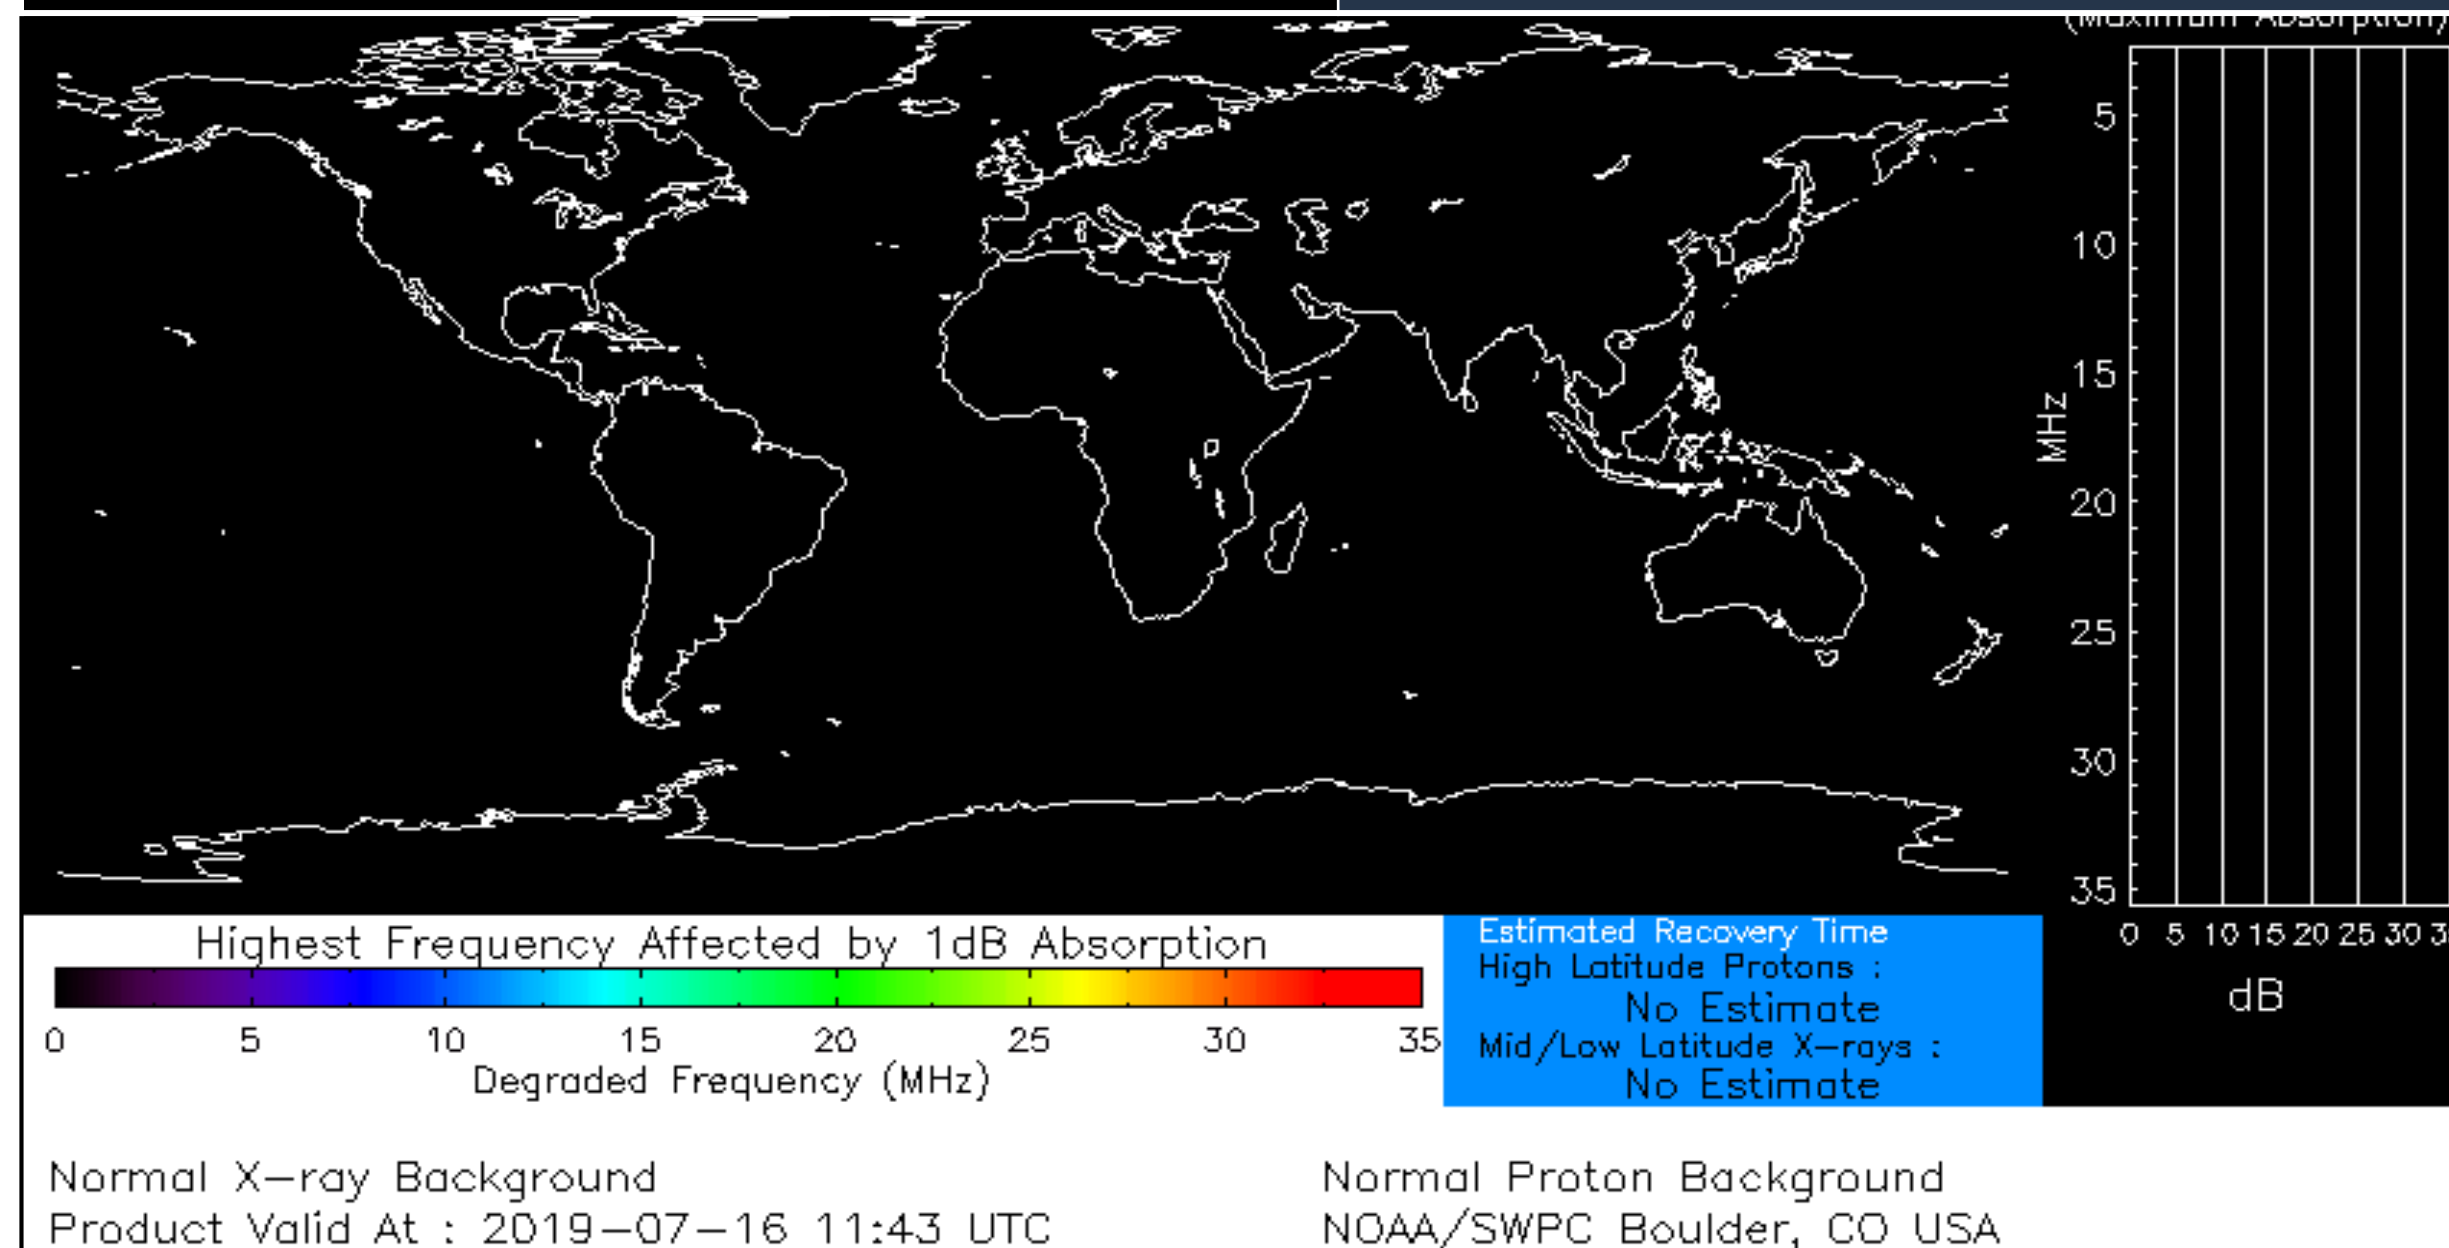 (Maximum Absorption)
5
10
15
20
25
30
35
MHz
0 5 10 15 20 25 30
dB
Highest Frequency Affected by 1dB Absorption
0 5 10 15 20 25 30 35
Degraded Frequency (MHz)
Estimated Recovery Time
High Latitude Protons :
No Estimate
Mid/Low Latitude X-rays :
No Estimate
Normal X-ray Background
Normal Proton Background
Product Valid At : 2019-07-16 11:43 UTC
NOAA/SWPC Boulder, CO USA